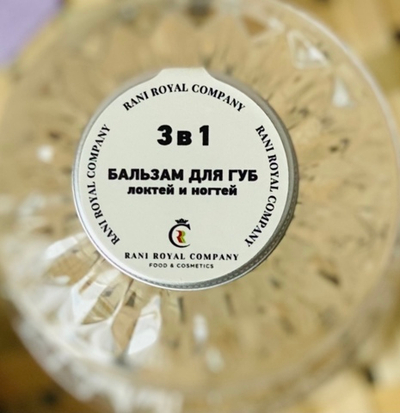 RANI ROYAL COMPANY
RANI ROYAL COMPANY
RANI ROYAL COMPANY
3 в 1
БАЛЬЗАМ ДЛЯ ГУБ
локтей и ногтей
RANI ROYAL COMPANY
FOOD & COSMETICS